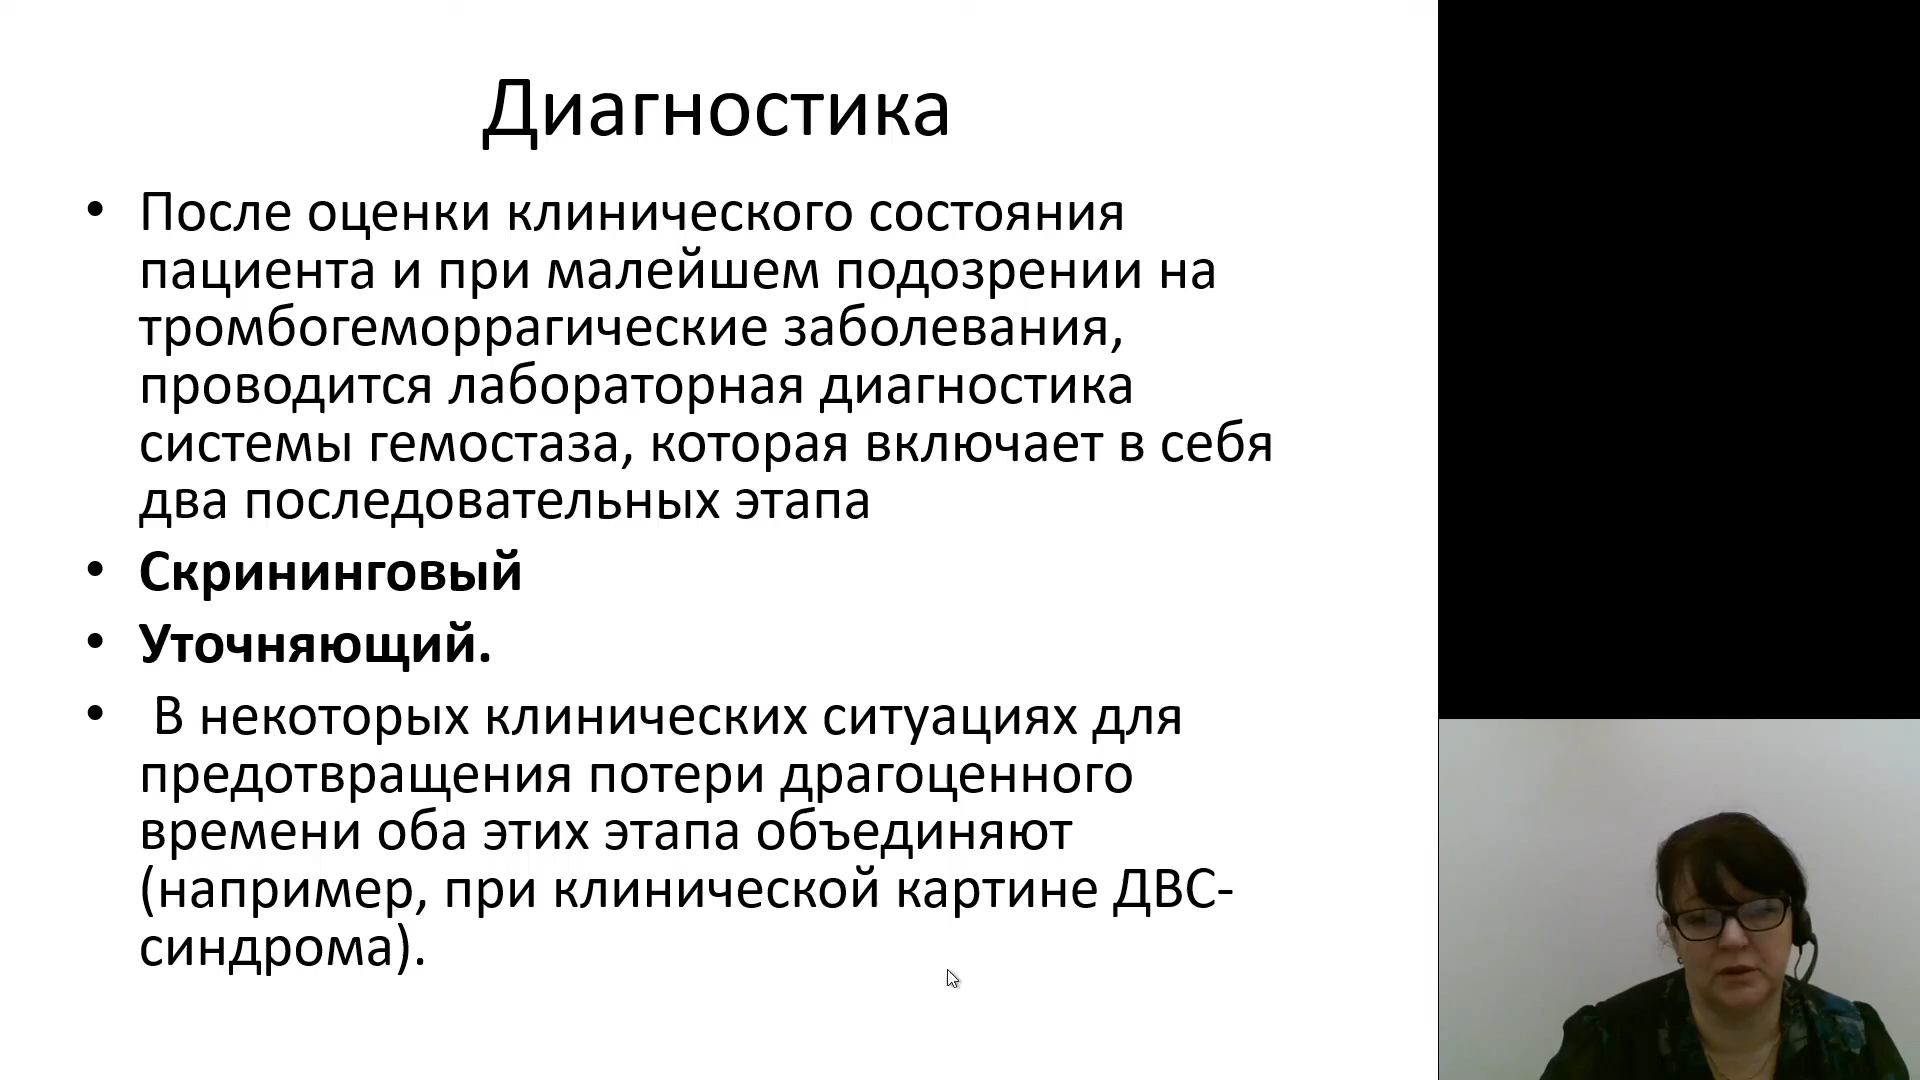 Диагностика
• После оценки клинического состояния
пациента и при малейшем подозрении на
тромбогеморрагические заболевания,
проводится лабораторная диагностика
системы гемостаза, которая включает в себя
два последовательных этапа
• Скрининговый
• Уточняющий.
• В некоторых клинических ситуациях для
предотвращения потери драгоценного
времени оба этих этапа объединяют
(например, при клинической картине ДВС-
синдрома).